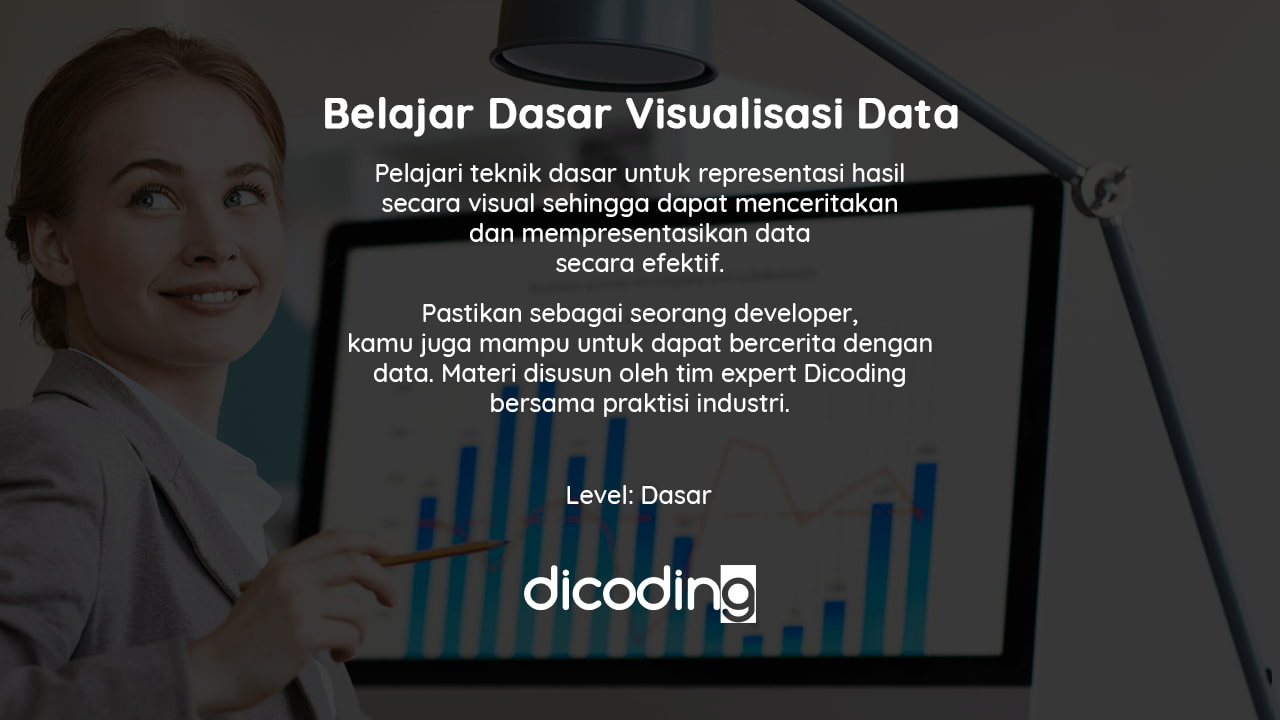 Belajar Dasar Visualisasi Data
Pelajari teknik dasar untuk representasi hasil
secara visual sehingga dapat menceritakan
dan mempresentasikan data
secara efektif.
Pastikan sebagai seorang developer,
kamu juga mampu untuk dapat bercerita dengan
data. Materi disusun oleh tim expert Dicoding
bersama praktisi industri.
Level: Dasar
dicoding